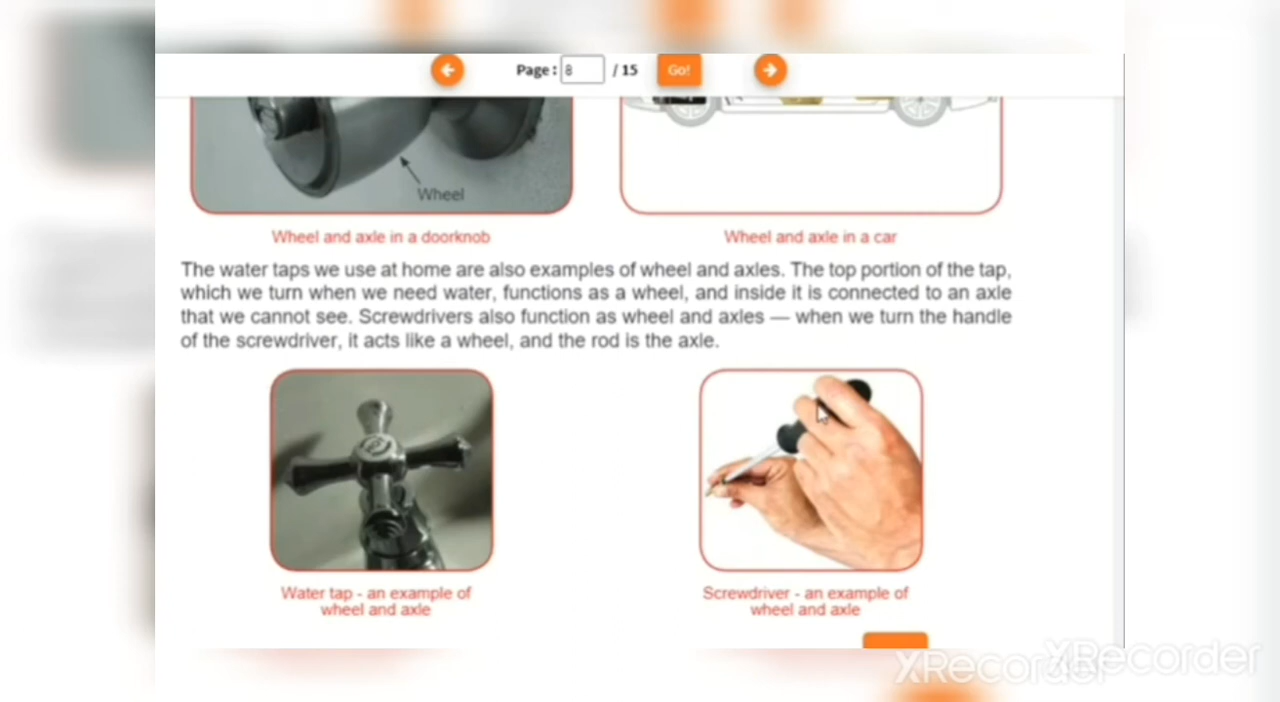 Page: 8 / 15 Go!
Wheel
Wheel and axle in a doorknob
Wheel and axle in a car
The water taps we use at home are also examples of wheel and axles. The top portion of the tap,
which we turn when we need water, functions as a wheel, and inside it is connected to an axle
that we cannot see. Screwdrivers also function as wheel and axles — when we turn the handle
of the screwdriver, it acts like a wheel, and the rod is the axle.
Water tap - an example of
wheel and axle
Screwdriver - an example of
wheel and axle
XRecorder
XRecorder